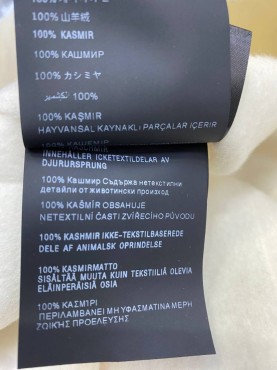 100% 山羊绒
100% KASMIR
100% КАШМИР
100% カシミヤ
100% كشمير
100% KAŞMIR
HAYVANSAL KAYNAKLI PARÇALAR IÇERIR
INNEHÅLLER ICKETEXTILDELAR AV
DJURURSPRUNG
100% Кашмир Съдържа нетекстилни
детайли от животински произход
100% KAŠMÍR OBSAHUJE
NETEXTILNÍ ČASTI ZVÍŘECÍHO PŮVODU
100% KASHMIR IKKE-TEKSTILBASEREDE
DELE AF ANIMALSK OPRINDELSE
100% KASMIRMATTO
SISÄLTÄÄ MUUTA KUIN TEKSTIILIÄ OLEVIA
ELÄINPERÄISIÄ OSIA
100% ΚΑΣΜΙΡΙ
ΠΕΡΙΛΑΜΒΑΝΕΙ ΜΗ ΥΦΑΣΜΑΤΙΝΑ ΜΕΡΗ
ΖΩΙΚΗΣ ΠΡΟΕΛΕΥΣΗΣ